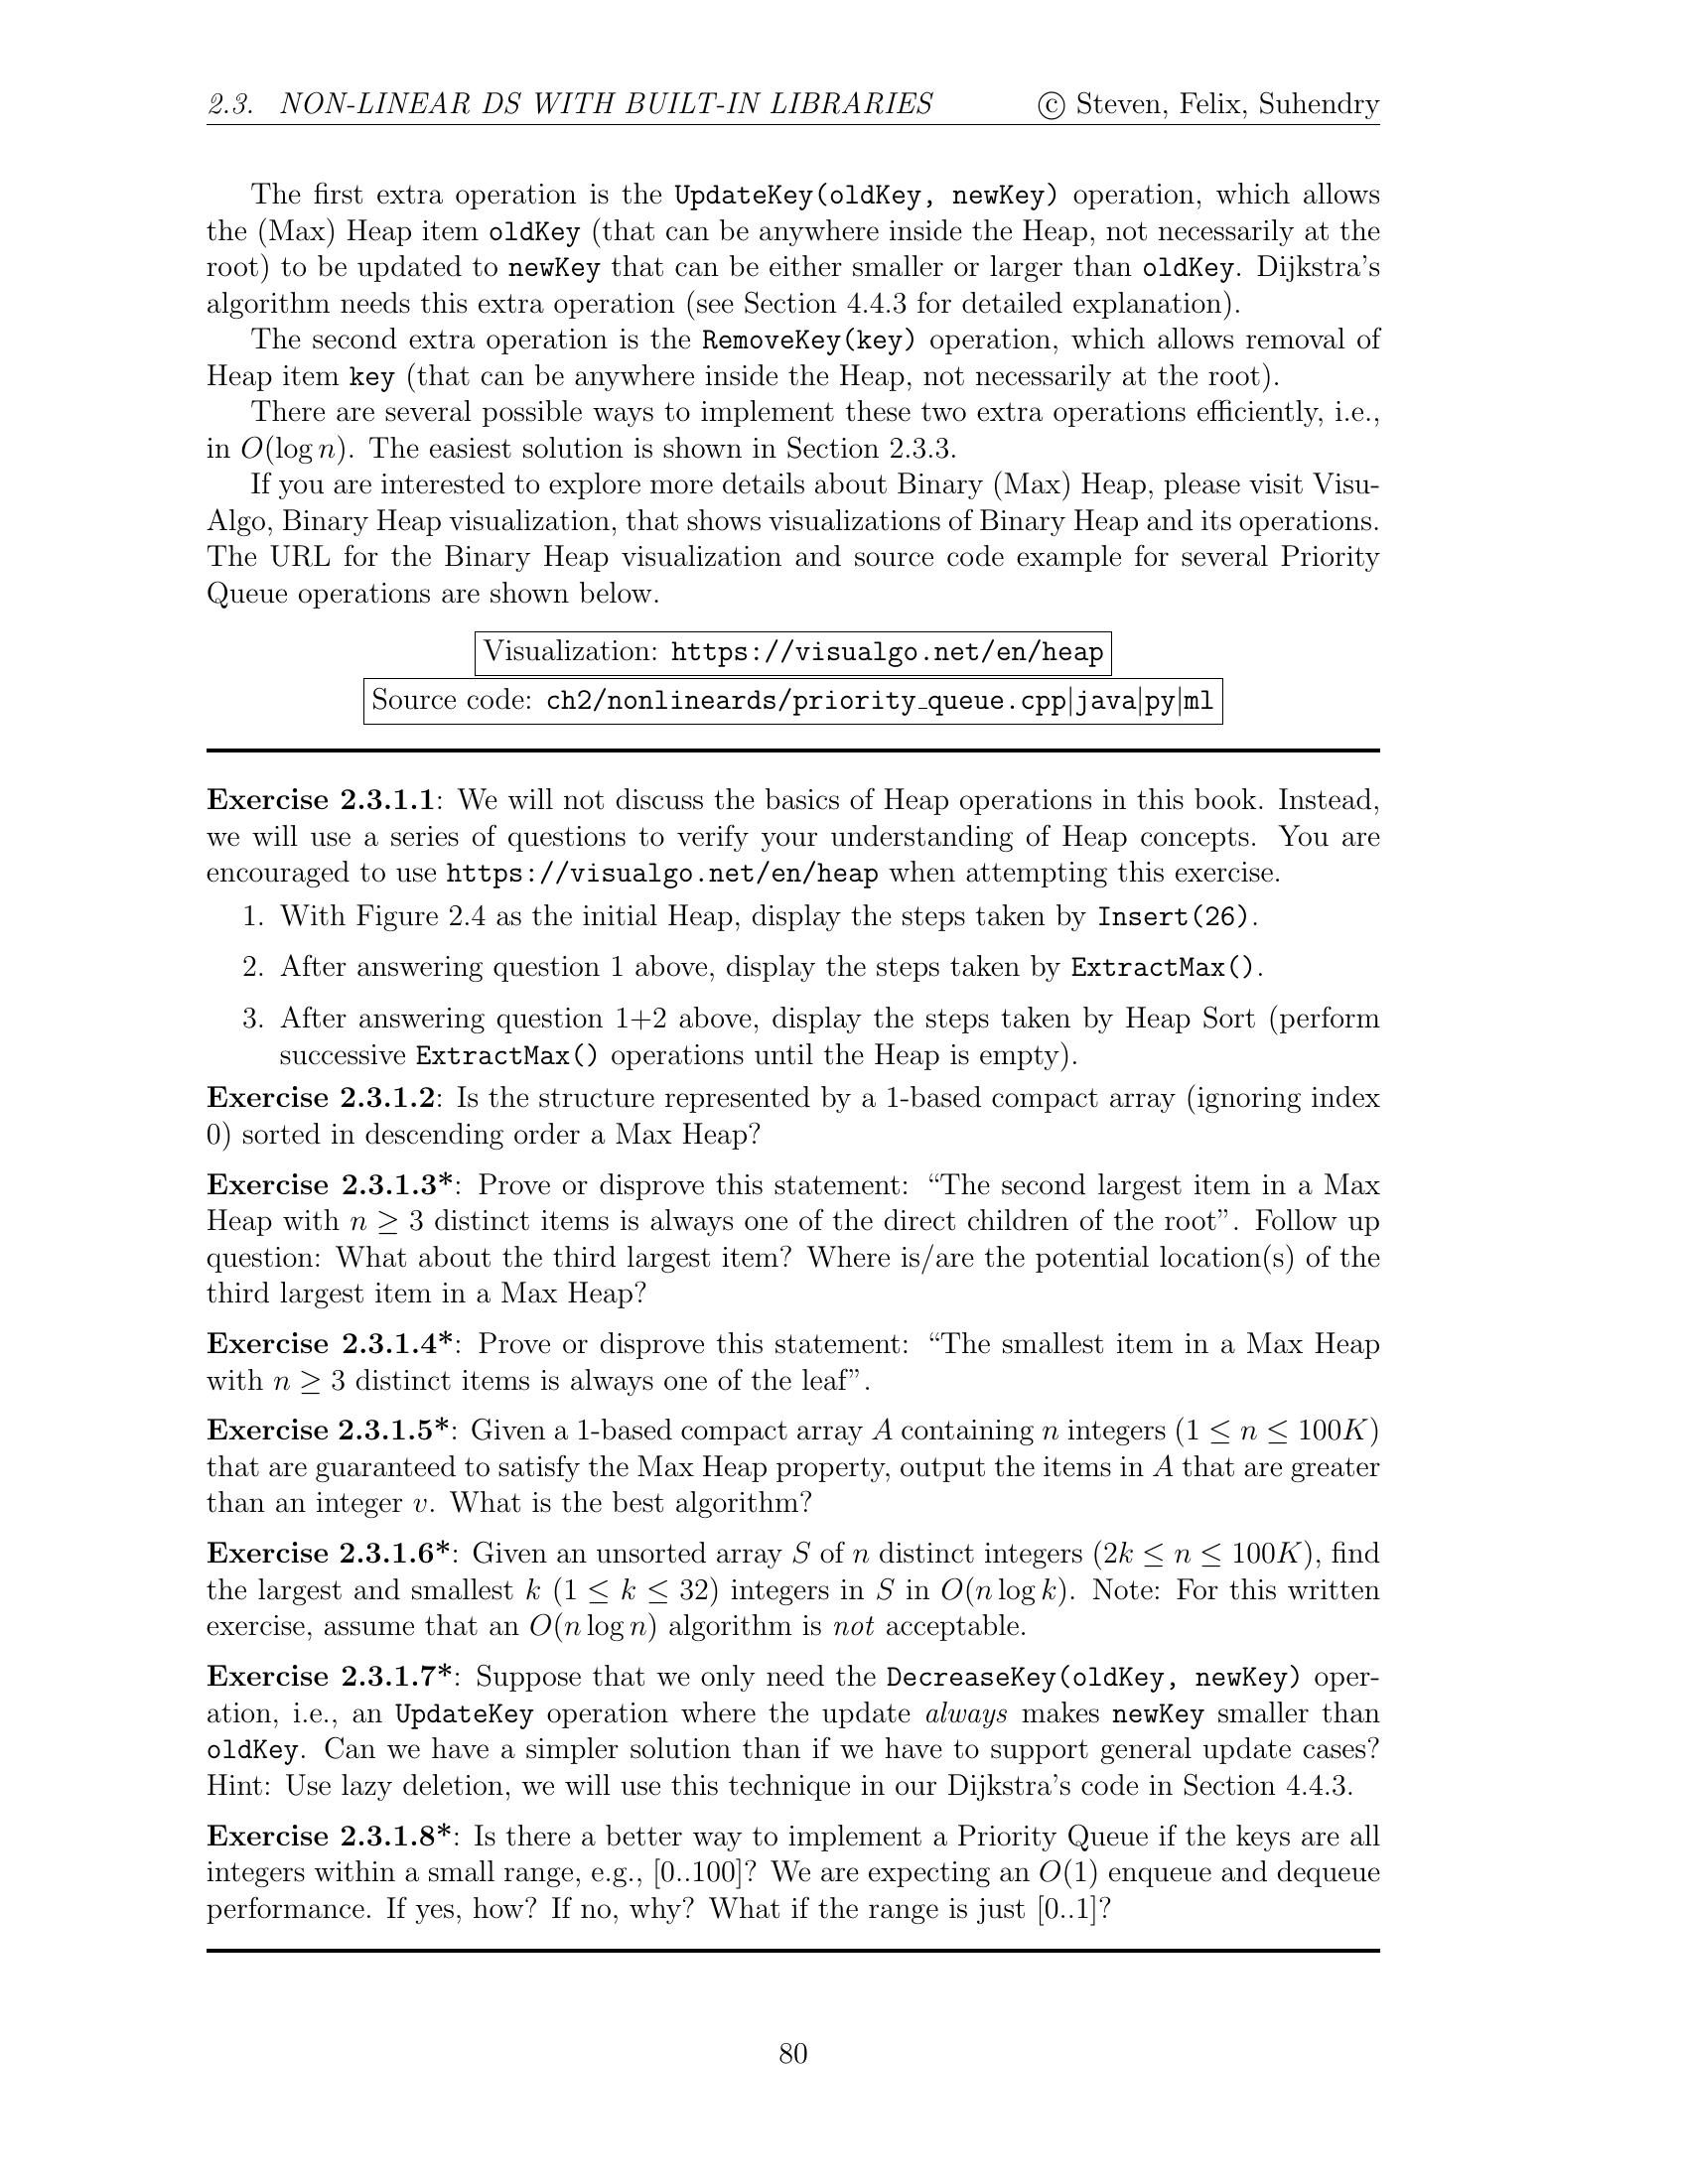 2.3. NON-LINEAR DS WITH BUILT-IN LIBRARIES © Steven, Felix, Suhendry
The first extra operation is the UpdateKey(oldKey, newKey) operation, which allows
the (Max) Heap item oldKey (that can be anywhere inside the Heap, not necessarily at the
root) to be updated to newKey that can be either smaller or larger than oldKey. Dijkstra's
algorithm needs this extra operation (see Section 4.4.3 for detailed explanation).
The second extra operation is the RemoveKey(key) operation, which allows removal of
Heap item key (that can be anywhere inside the Heap, not necessarily at the root).
There are several possible ways to implement these two extra operations efficiently, i.e.,
in O(log n). The easiest solution is shown in Section 2.3.3.
If you are interested to explore more details about Binary (Max) Heap, please visit Visu-
Algo, Binary Heap visualization, that shows visualizations of Binary Heap and its operations.
The URL for the Binary Heap visualization and source code example for several Priority
Queue operations are shown below.
Visualization: https://visualgo.net/en/heap
Source code: ch2/nonlineards/priority_queue.cpp|java|py|ml
Exercise 2.3.1.1: We will not discuss the basics of Heap operations in this book. Instead,
we will use a series of questions to verify your understanding of Heap concepts. You are
encouraged to use https://visualgo.net/en/heap when attempting this exercise.
1. With Figure 2.4 as the initial Heap, display the steps taken by Insert(26).
2. After answering question 1 above, display the steps taken by ExtractMax().
3. After answering question 1+2 above, display the steps taken by Heap Sort (perform
successive ExtractMax() operations until the Heap is empty).
Exercise 2.3.1.2: Is the structure represented by a 1-based compact array (ignoring index
0) sorted in descending order a Max Heap?
Exercise 2.3.1.3*: Prove or disprove this statement: “The second largest item in a Max
Heap with n ≥ 3 distinct items is always one of the direct children of the root”. Follow up
question: What about the third largest item? Where is/are the potential location(s) of the
third largest item in a Max Heap?
Exercise 2.3.1.4*: Prove or disprove this statement: “The smallest item in a Max Heap
with n ≥ 3 distinct items is always one of the leaf”.
Exercise 2.3.1.5*: Given a 1-based compact array A containing n integers (1 ≤ n ≤ 100K)
that are guaranteed to satisfy the Max Heap property, output the items in A that are greater
than an integer v. What is the best algorithm?
Exercise 2.3.1.6*: Given an unsorted array S of n distinct integers (2k ≤ n ≤ 100K), find
the largest and smallest k (1 ≤ k ≤ 32) integers in S in O(n log k). Note: For this written
exercise, assume that an O(n log n) algorithm is not acceptable.
Exercise 2.3.1.7*: Suppose that we only need the DecreaseKey(oldKey, newKey) oper-
ation, i.e., an UpdateKey operation where the update always makes newKey smaller than
oldKey. Can we have a simpler solution than if we have to support general update cases?
Hint: Use lazy deletion, we will use this technique in our Dijkstra's code in Section 4.4.3.
Exercise 2.3.1.8*: Is there a better way to implement a Priority Queue if the keys are all
integers within a small range, e.g., [0..100]? We are expecting an O(1) enqueue and dequeue
performance. If yes, how? If no, why? What if the range is just [0..1]?
80